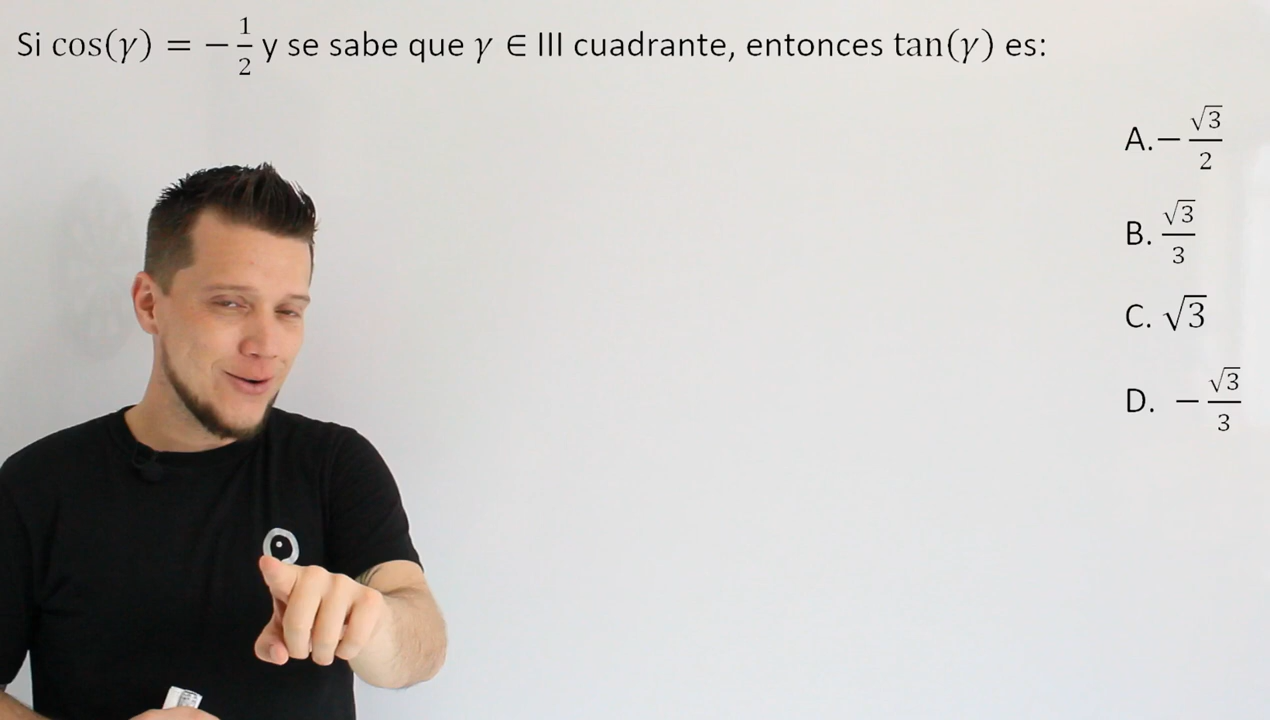 Si cos(γ) = −1/2 y se sabe que γ ∈ III cuadrante, entonces tan(γ) es:
A. − √3/2
B. √3/3
C. √3
D. − √3/3